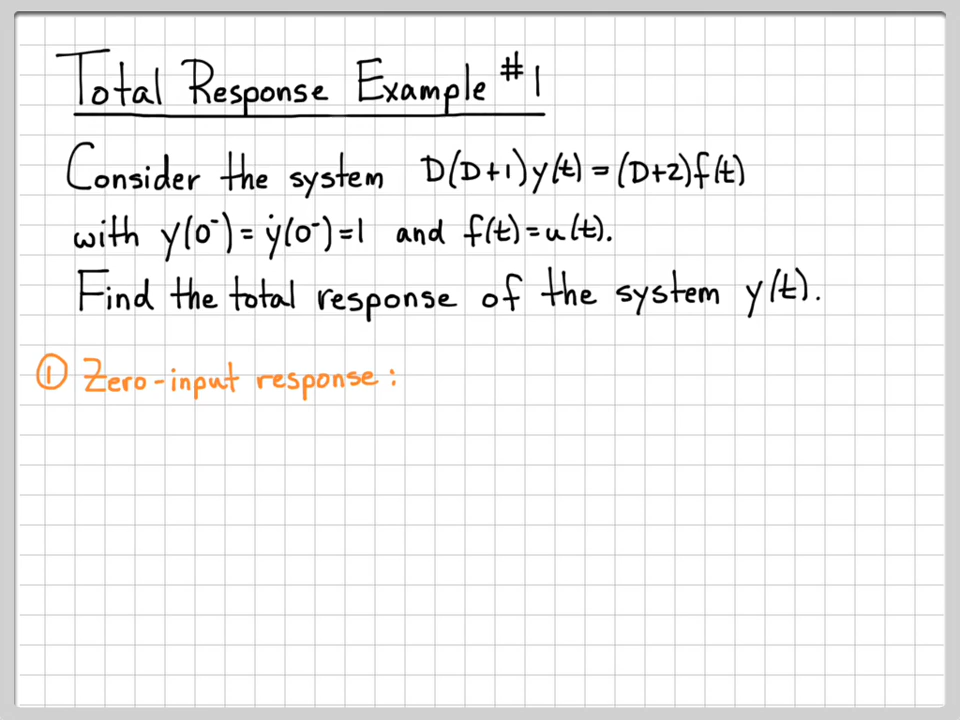 Total Response Example #1
Consider the system D(D+1)y(t) = (D+2)f(t)
with y(0⁻) = ẏ(0⁻) = 1 and f(t) = u(t).
Find the total response of the system y(t).
① Zero-input response: